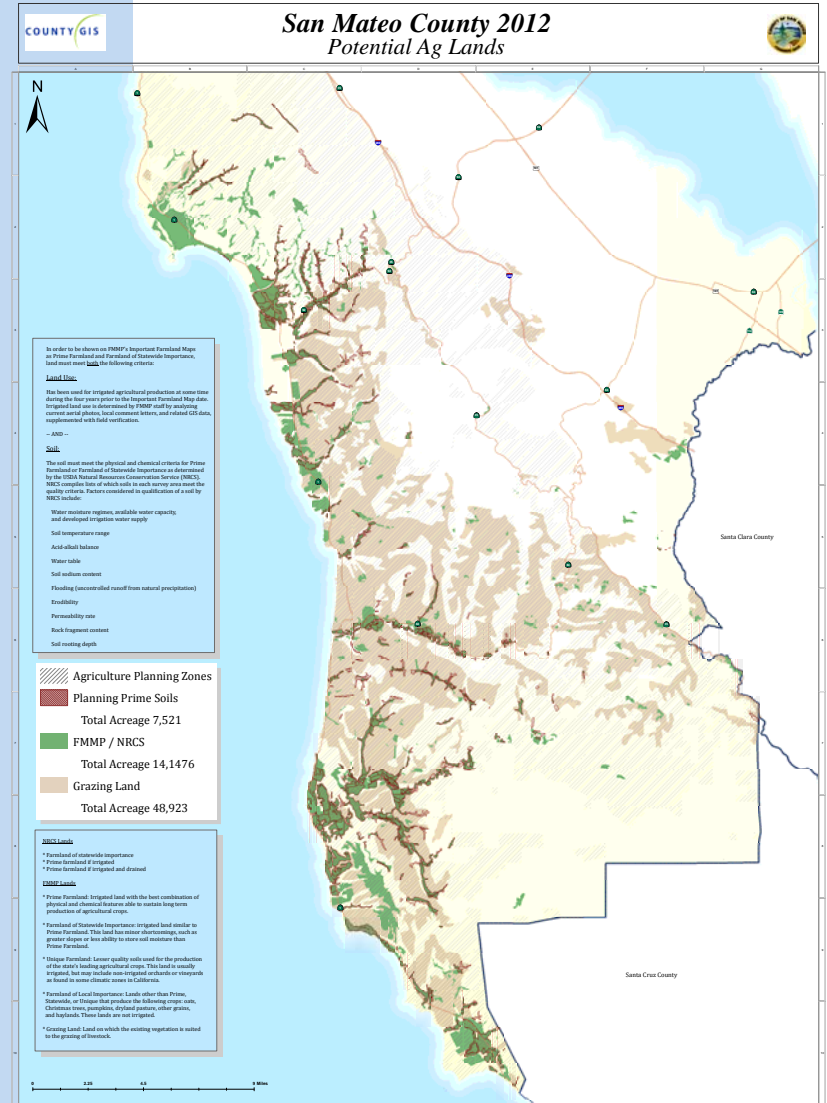 COUNTY GIS
San Mateo County 2012
Potential Ag Lands
N
In order to be shown on FMMP's Important Farmland Maps
as Prime Farmland and Farmland of Statewide Importance,
land must meet both the following criteria:
Land Use:
Has been used for irrigated agricultural production at some time
during the four years prior to the Important Farmland Map date.
Irrigated land use is determined by FMMP staff by analyzing
current aerial photos, local comment letters, and related GIS data,
supplemented with field verification.
-- AND --
Soil:
The soil must meet the physical and chemical criteria for Prime
Farmland or Farmland of Statewide Importance as determined
by the USDA Natural Resources Conservation Service (NRCS).
NRCS compiles lists of which soils in each survey area meet the
quality criteria. Factors considered in qualification of a soil by
NRCS include:
Water moisture regimes, available water capacity,
and developed irrigation water supply
Soil temperature range
Acid-alkali balance
Water table
Soil sodium content
Flooding (uncontrolled runoff from natural precipitation)
Erodibility
Permeability rate
Rock fragment content
Soil rooting depth
Agriculture Planning Zones
Planning Prime Soils
Total Acreage 7,521
FMMP / NRCS
Total Acreage 14,1476
Grazing Land
Total Acreage 48,923
NRCS Lands
* Farmland of statewide importance
* Prime farmland if irrigated
* Prime farmland if irrigated and drained
FMMP Lands
* Prime Farmland: Irrigated land with the best combination of
physical and chemical features able to sustain long term
production of agricultural crops.
* Farmland of Statewide Importance: irrigated land similar to
Prime Farmland. This land has minor shortcomings, such as
greater slopes or less ability to store soil moisture than
Prime Farmland.
* Unique Farmland: Lesser quality soils used for the production
of the state's leading agricultural crops. This land is usually
irrigated, but may include non-irrigated orchards or vineyards
as found in some climatic zones in California.
* Farmland of Local Importance: Lands other than Prime,
Statewide, or Unique that produce the following crops: oats,
Christmas trees, pumpkins, dryland pasture, other grains,
and haylands. These lands are not irrigated.
* Grazing Land: Land on which the existing vegetation is suited
to the grazing of livestock.
Santa Clara County
Santa Cruz County
0 2.25 4.5 9 Miles